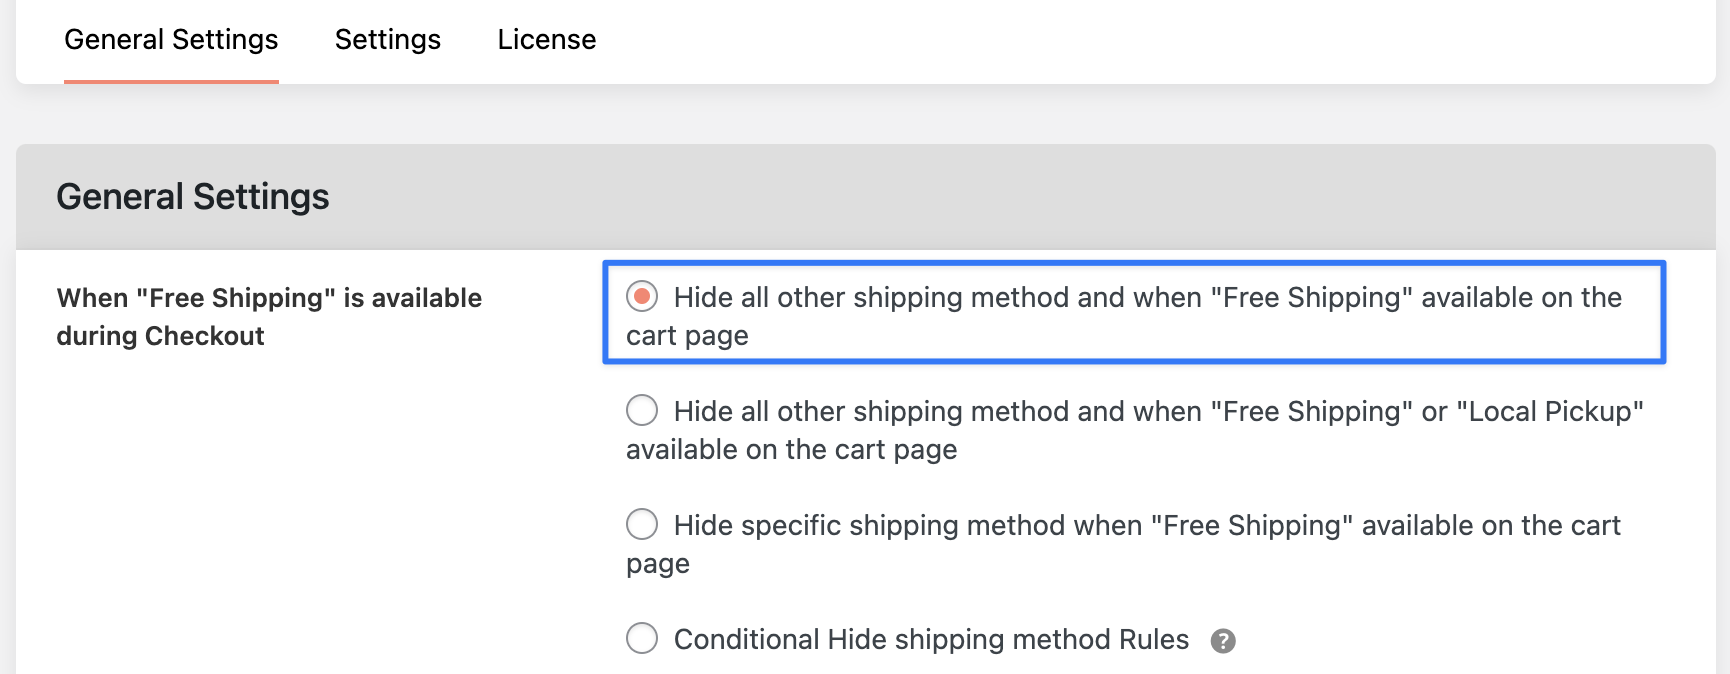 General Settings Settings License
General Settings
When "Free Shipping" is available
during Checkout
Hide all other shipping method and when "Free Shipping" available on the
cart page
Hide all other shipping method and when "Free Shipping" or "Local Pickup"
available on the cart page
Hide specific shipping method when "Free Shipping" available on the cart
page
Conditional Hide shipping method Rules ?